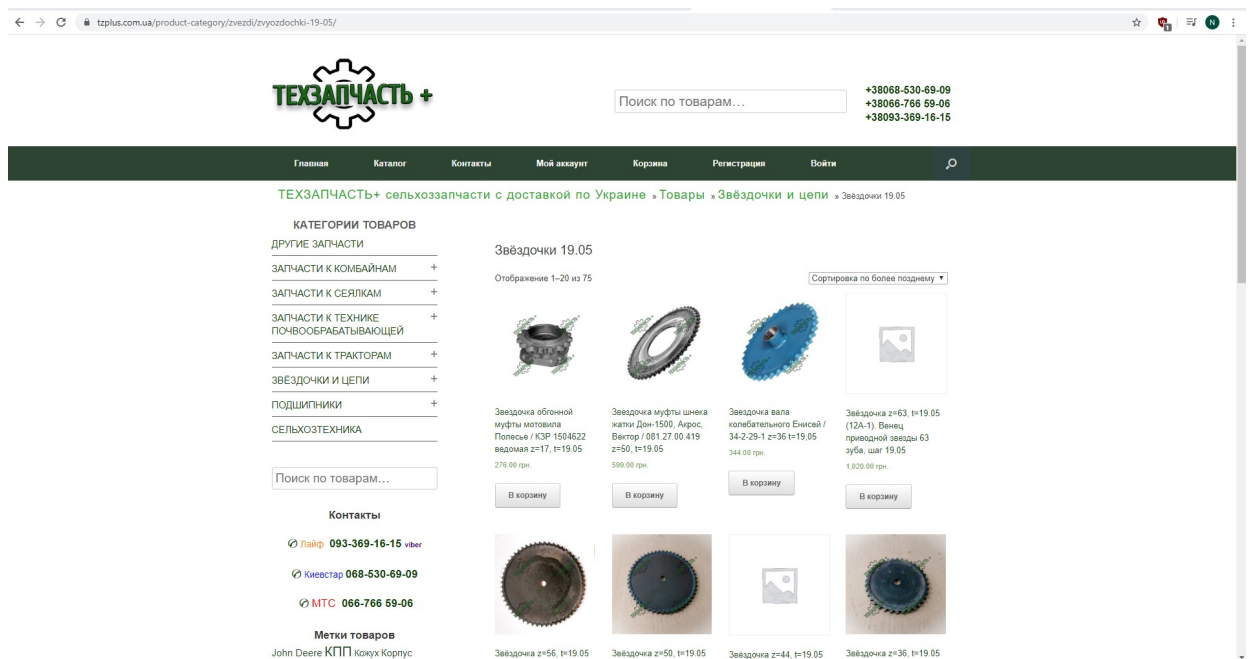 tzplus.com.ua/product-category/zvezdi/zvyozdochki-19-05/
1
N
ТЕХЗАПЧАСТЬ +
Поиск по товарам…
+38068-530-69-09
+38066-766 59-06
+38093-369-16-15
Главная Каталог Контакты Мой аккаунт Корзина Регистрация Войти
ТЕХЗАПЧАСТЬ+ сельхоззапчасти с доставкой по Украине » Товары » Звёздочки и цепи » Звёздочки 19.05
КАТЕГОРИИ ТОВАРОВ
ДРУГИЕ ЗАПЧАСТИ
ЗАПЧАСТИ К КОМБАЙНАМ +
ЗАПЧАСТИ К СЕЯЛКАМ +
ЗАПЧАСТИ К ТЕХНИКЕ +
ПОЧВООБРАБАТЫВАЮЩЕЙ
ЗАПЧАСТИ К ТРАКТОРАМ +
ЗВЁЗДОЧКИ И ЦЕПИ +
ПОДШИПНИКИ +
СЕЛЬХОЗТЕХНИКА
Поиск по товарам…
Контакты
Лайф 093-369-16-15 viber
Киевстар 068-530-69-09
МТС 066-766 59-06
Метки товаров
John Deere КПП Кожух Корпус
Звёздочки 19.05
Отображение 1–20 из 75
Сортировка по более позднему
Звездочка обгонной
муфты мотовила
Полесье / КЗР 1504622
ведомая z=17, t=19.05
276.00 грн.
В корзину
Звездочка муфты шнека
жатки Дон-1500, Акрос,
Вектор / 081.27.00.419
z=50, t=19.05
599.00 грн.
В корзину
Звездочка вала
колебательного Енисей /
34-2-29-1 z=36 t=19,05
344.00 грн.
В корзину
Звёздочка z=63, t=19.05
(12А-1). Венец
приводной звезды 63
зуба, шаг 19,05
1,020.00 грн.
В корзину
Звёздочка z=56, t=19.05
Звёздочка z=50, t=19.05
Звёздочка z=44, t=19.05
Звёздочка z=36, t=19.05